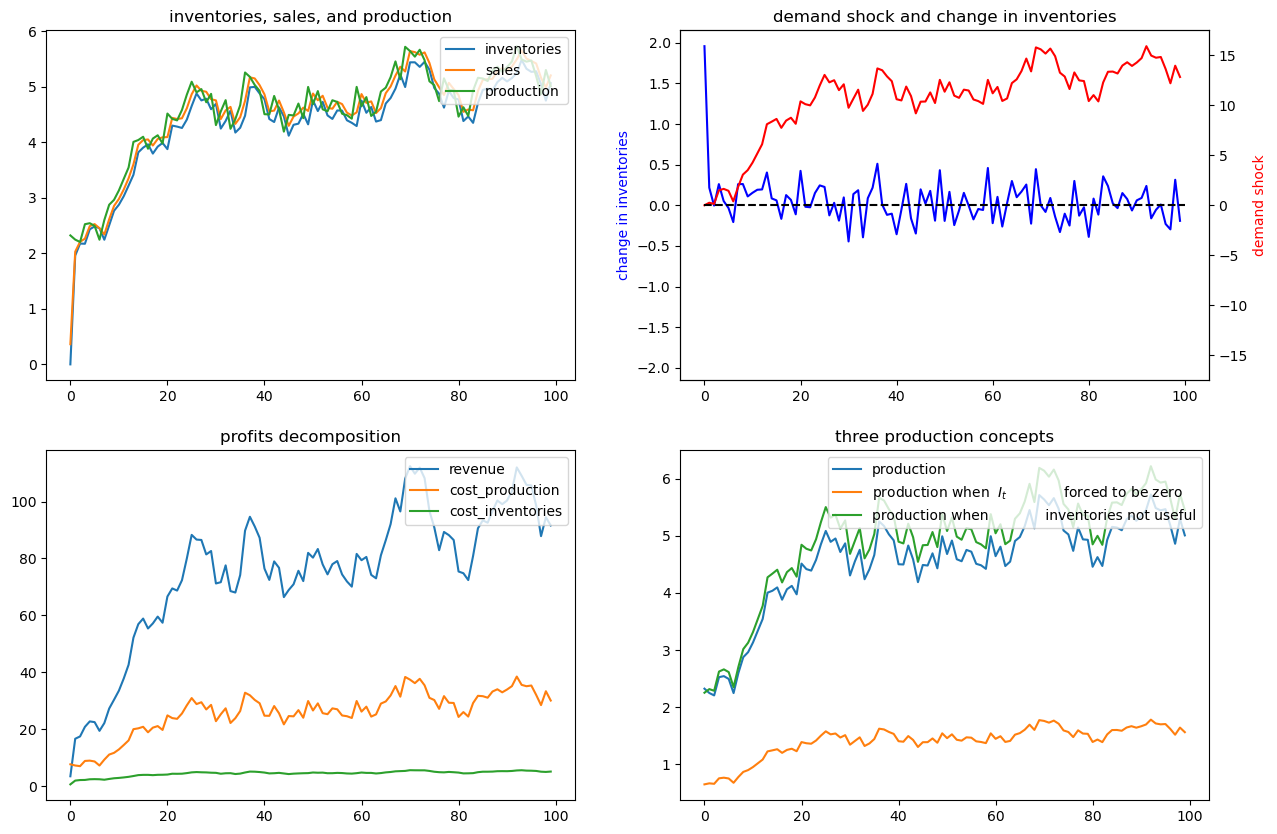 inventories, sales, and production
6
5
4
3
2
1
0
0 20 40 60 80 100
inventories
sales
production
demand shock and change in inventories
change in inventories
2.0
1.5
1.0
0.5
0.0
−0.5
−1.0
−1.5
−2.0
0 20 40 60 80 100
15
10
5
0
−5
−10
−15
demand shock
profits decomposition
100
80
60
40
20
0
0 20 40 60 80 100
revenue
cost_production
cost_inventories
three production concepts
6
5
4
3
2
1
0 20 40 60 80 100
production
production when I_t forced to be zero
production when inventories not useful